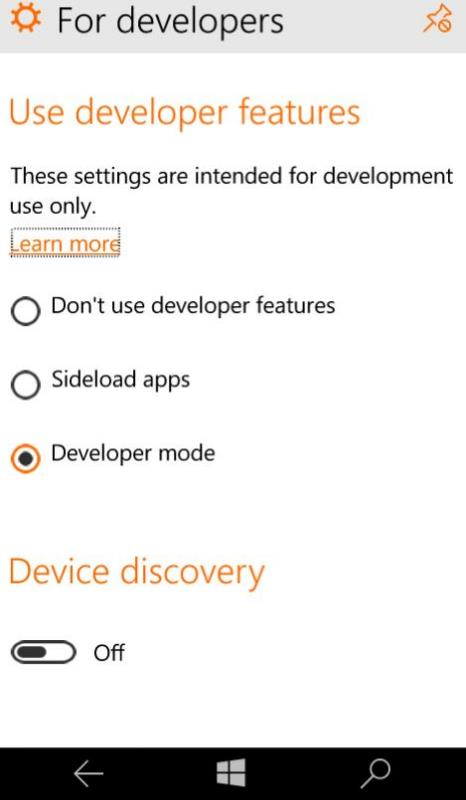 For developers
Use developer features
These settings are intended for development
use only.
Learn more
Don't use developer features
Sideload apps
Developer mode
Device discovery
Off